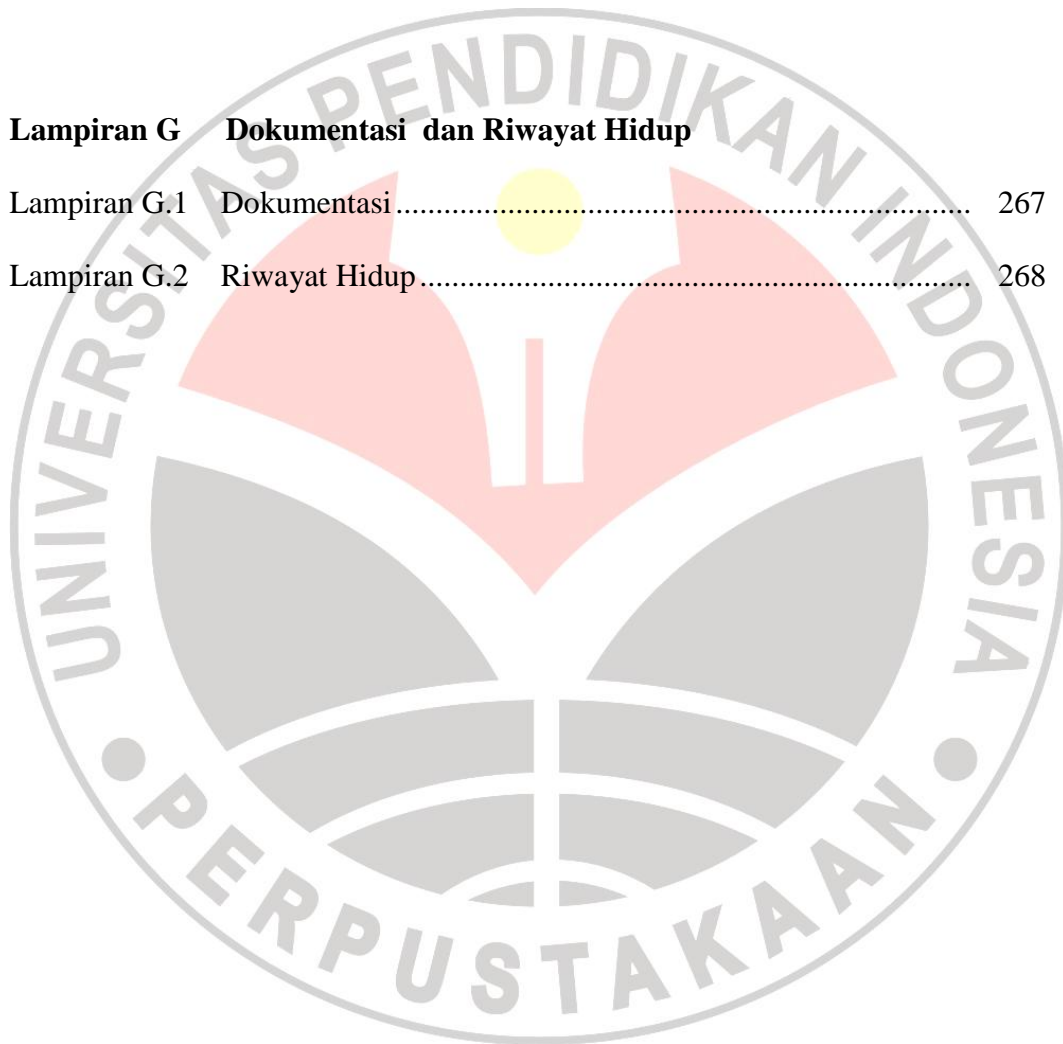 Lampiran G Dokumentasi dan Riwayat Hidup
Lampiran G.1 Dokumentasi....................................................................... 267
Lampiran G.2 Riwayat Hidup.................................................................... 268
UNIVERSITAS PENDIDIKAN INDONESIA
PERPUSTAKAAN